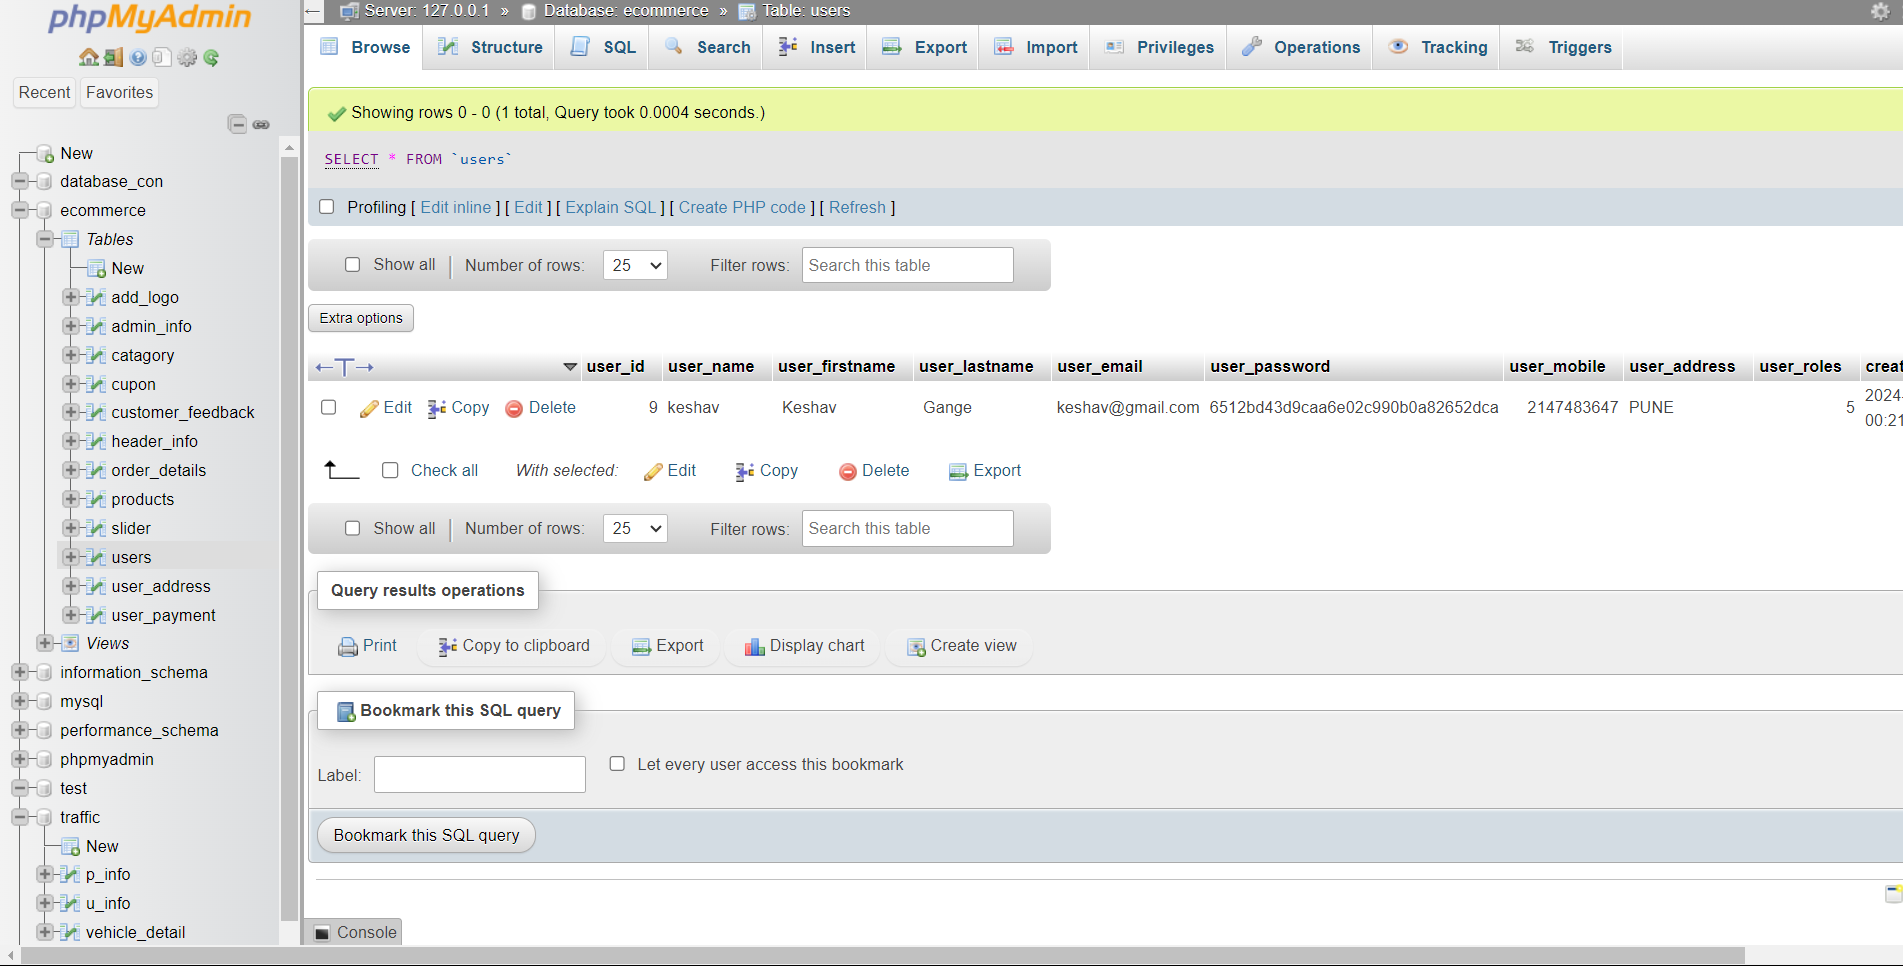 phpMyAdmin
Recent Favorites
New
database_con
ecommerce
Tables
New
add_logo
admin_info
catagory
cupon
customer_feedback
header_info
order_details
products
slider
users
user_address
user_payment
Views
information_schema
mysql
performance_schema
phpmyadmin
test
traffic
New
p_info
u_info
vehicle_detail
Server: 127.0.0.1 » Database: ecommerce » Table: users
Browse Structure SQL Search Insert Export Import Privileges Operations Tracking Triggers
Showing rows 0 - 0 (1 total, Query took 0.0004 seconds.)
SELECT * FROM `users`
Profiling [ Edit inline ] [ Edit ] [ Explain SQL ] [ Create PHP code ] [ Refresh ]
Show all | Number of rows: 25 Filter rows: Search this table
Extra options
user_id user_name user_firstname user_lastname user_email user_password user_mobile user_address user_roles creat
Edit Copy Delete 9 keshav Keshav Gange keshav@gmail.com 6512bd43d9caa6e02c990b0a82652dca 2147483647 PUNE 5 2024
00:21
Check all With selected: Edit Copy Delete Export
Show all | Number of rows: 25 Filter rows: Search this table
Query results operations
Print Copy to clipboard Export Display chart Create view
Bookmark this SQL query
Label: Let every user access this bookmark
Bookmark this SQL query
Console